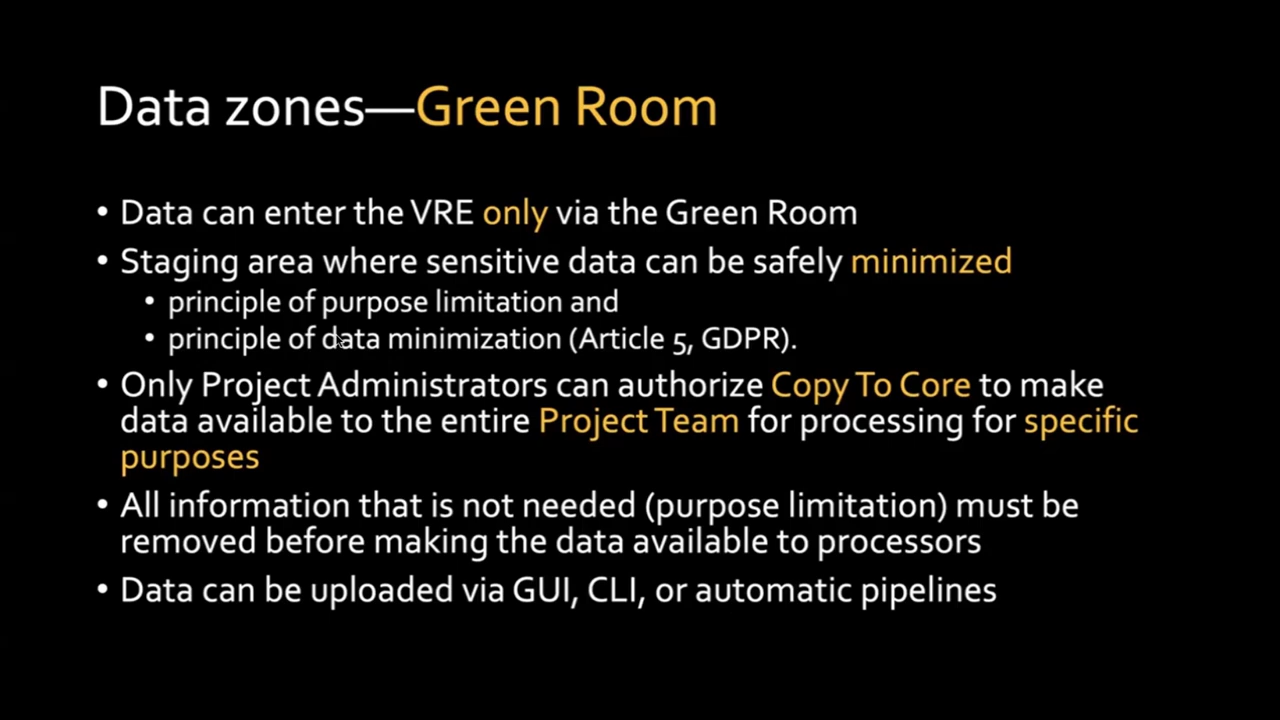 Data zones—Green Room
• Data can enter the VRE only via the Green Room
• Staging area where sensitive data can be safely minimized
• principle of purpose limitation and
• principle of data minimization (Article 5, GDPR).
• Only Project Administrators can authorize Copy To Core to make
data available to the entire Project Team for processing for specific
purposes
• All information that is not needed (purpose limitation) must be
removed before making the data available to processors
• Data can be uploaded via GUI, CLI, or automatic pipelines